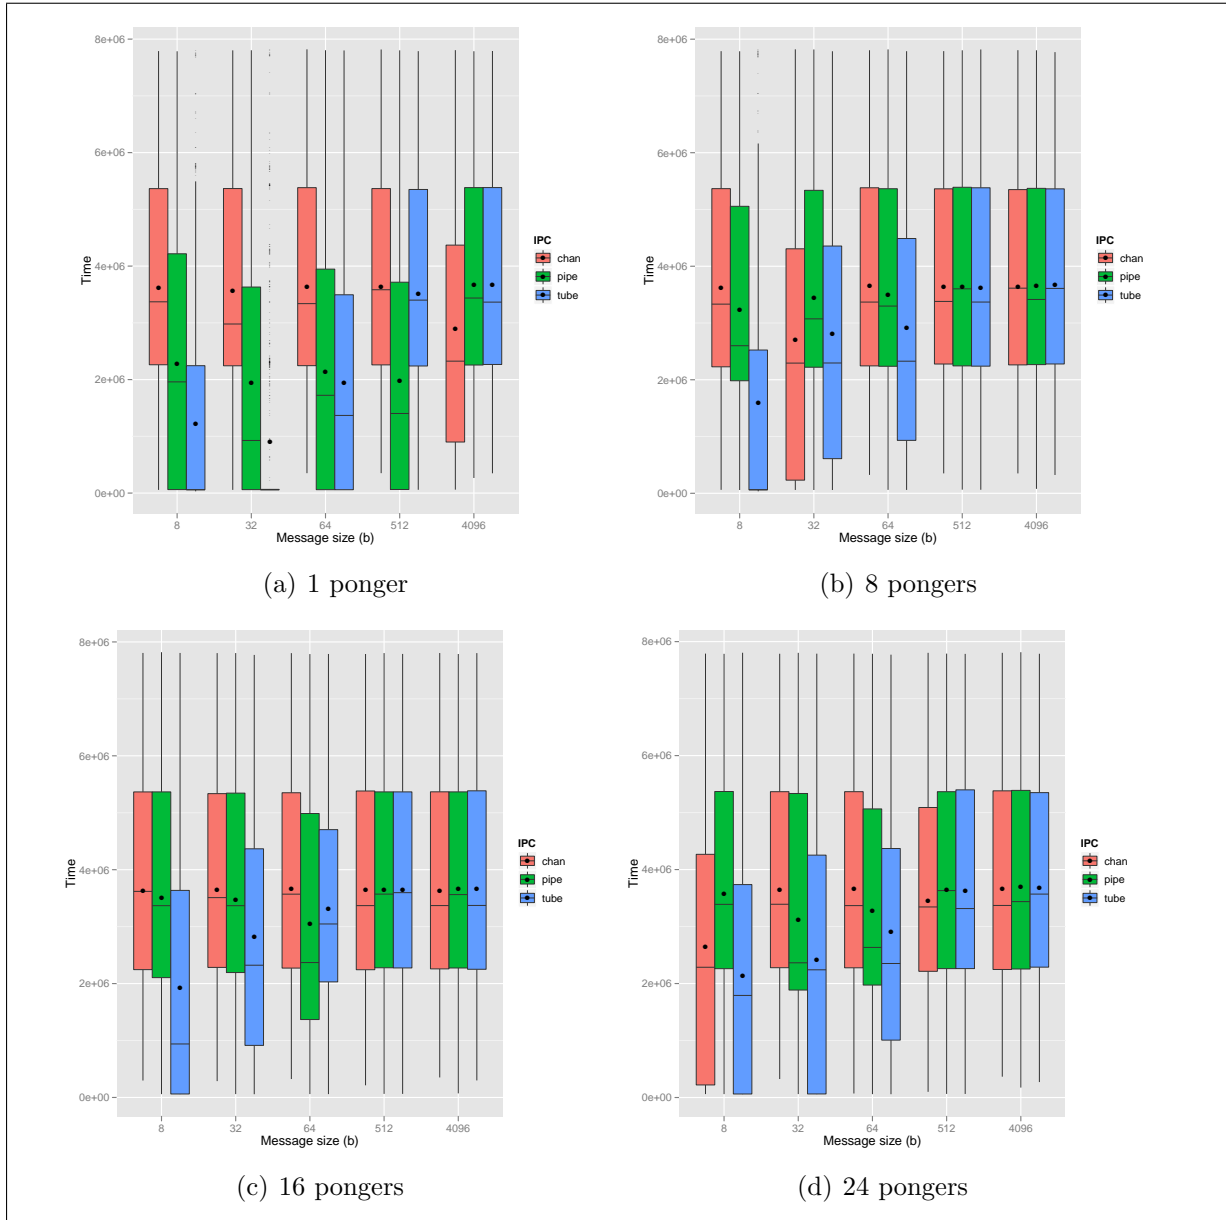 8e+06
6e+06
4e+06
2e+06
0e+00
Time
8
32
64
512
4096
Message size (b)
IPC
chan
pipe
tube
(a) 1 ponger
8e+06
6e+06
4e+06
2e+06
0e+00
Time
8
32
64
512
4096
Message size (b)
IPC
chan
pipe
tube
(b) 8 pongers
8e+06
6e+06
4e+06
2e+06
0e+00
Time
8
32
64
512
4096
Message size (b)
IPC
chan
pipe
tube
(c) 16 pongers
8e+06
6e+06
4e+06
2e+06
0e+00
Time
8
32
64
512
4096
Message size (b)
IPC
chan
pipe
tube
(d) 24 pongers